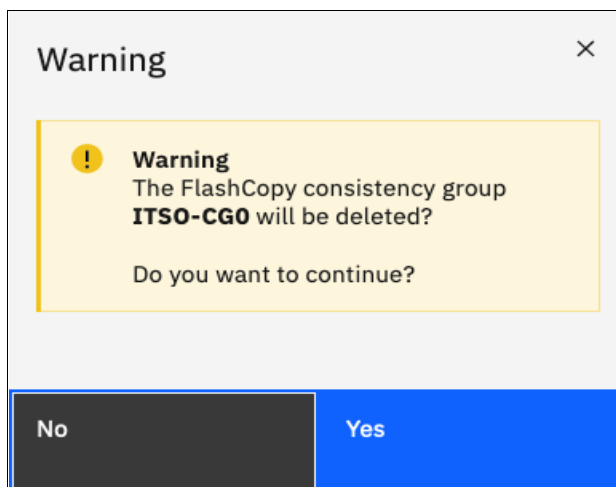 Warning
Warning
The FlashCopy consistency group
ITSO-CG0 will be deleted?
Do you want to continue?
No
Yes